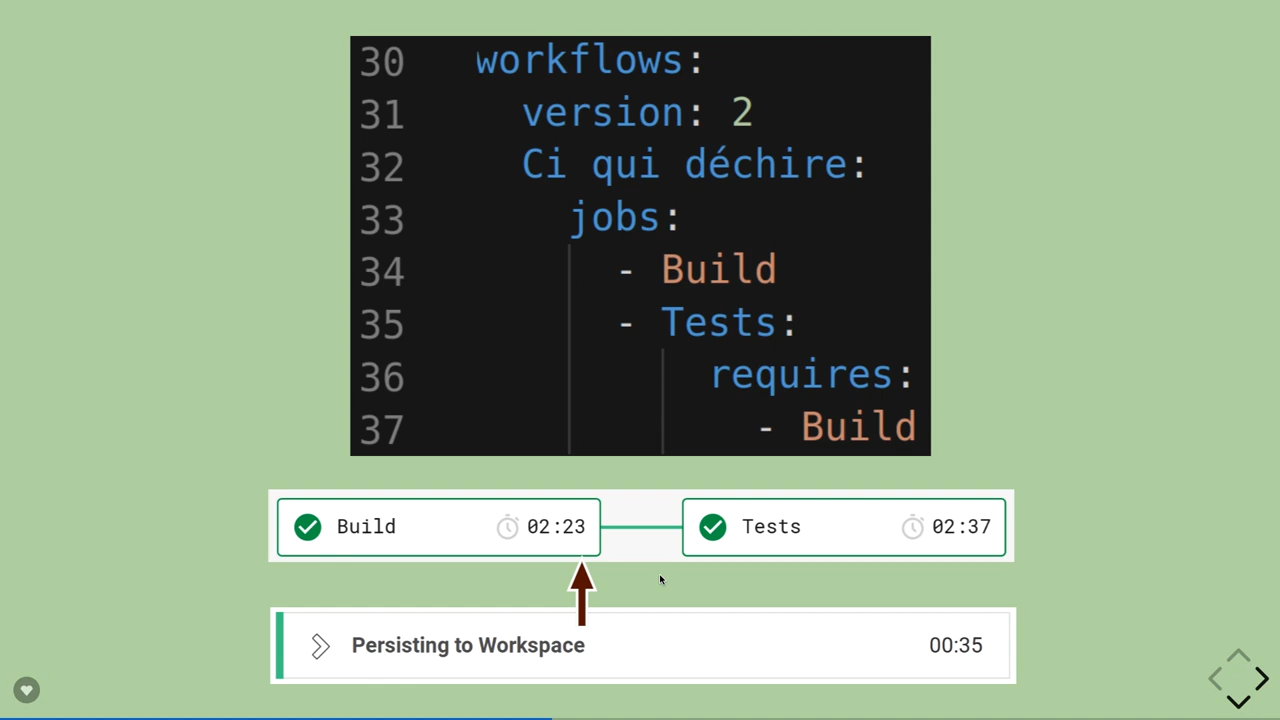 30 workflows:
31 version: 2
32 Ci qui déchire:
33 jobs:
34 - Build
35 - Tests:
36 requires:
37 - Build
Build 02:23 Tests 02:37
Persisting to Workspace 00:35